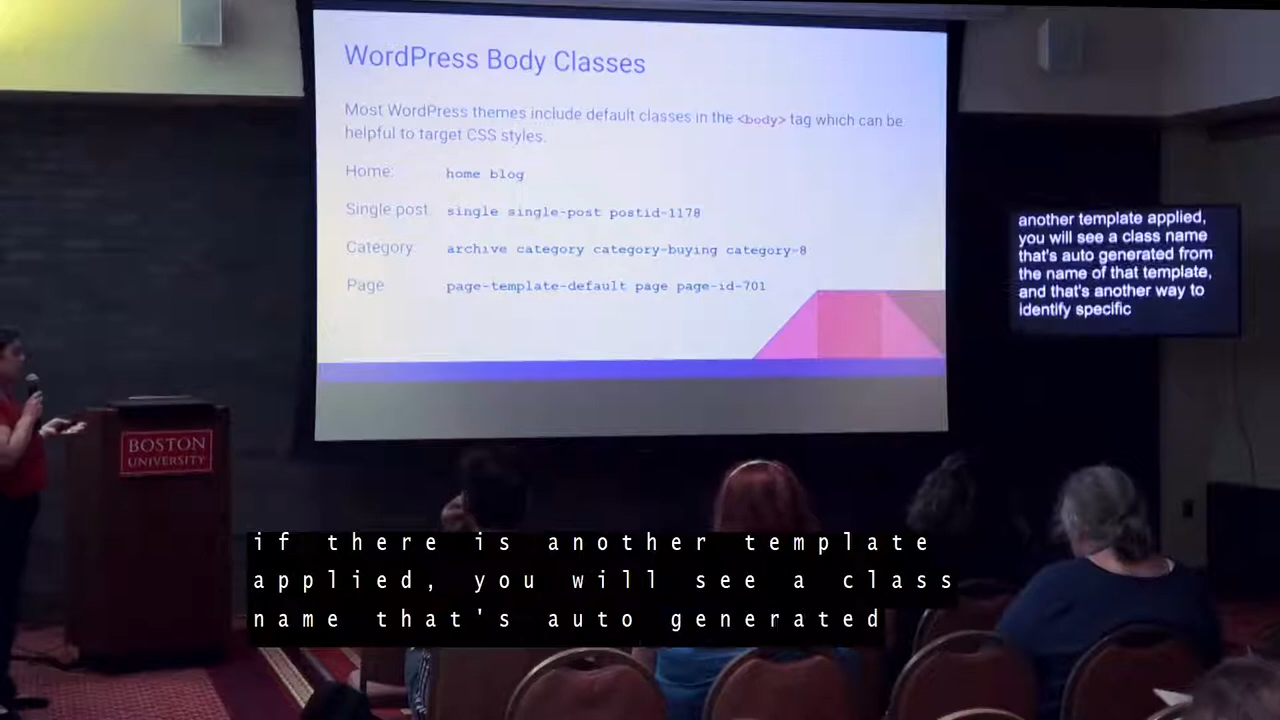 WordPress Body Classes
Most WordPress themes include default classes in the <body> tag which can be
helpful to target CSS styles.
Home: home blog
Single post: single single-post postid-1178
Category: archive category category-buying category-8
Page page-template-default page page-id-701
another template applied,
you will see a class name
that's auto generated from
the name of that template,
and that's another way to
identify specific
BOSTON
UNIVERSITY
if there is another template
applied, you will see a class
name that's auto generated